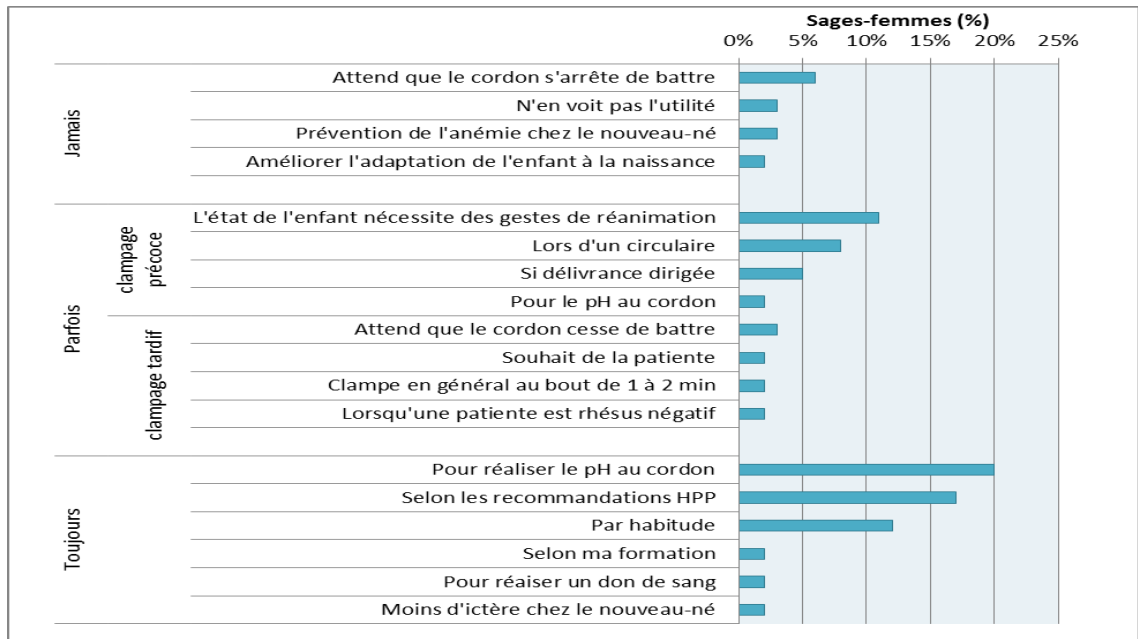 Sages-femmes (%)
0% 5% 10% 15% 20% 25%
Jamais
Attend que le cordon s'arrête de battre
N'en voit pas l'utilité
Prévention de l'anémie chez le nouveau-né
Améliorer l'adaptation de l'enfant à la naissance
Parfois
clampage
précoce
L'état de l'enfant nécessite des gestes de réanimation
Lors d'un circulaire
Si délivrance dirigée
Pour le pH au cordon
clampage tardif
Attend que le cordon cesse de battre
Souhait de la patiente
Clampe en général au bout de 1 à 2 min
Lorsqu'une patiente est rhésus négatif
Toujours
Pour réaliser le pH au cordon
Selon les recommandations HPP
Par habitude
Selon ma formation
Pour réaiser un don de sang
Moins d'ictère chez le nouveau-né